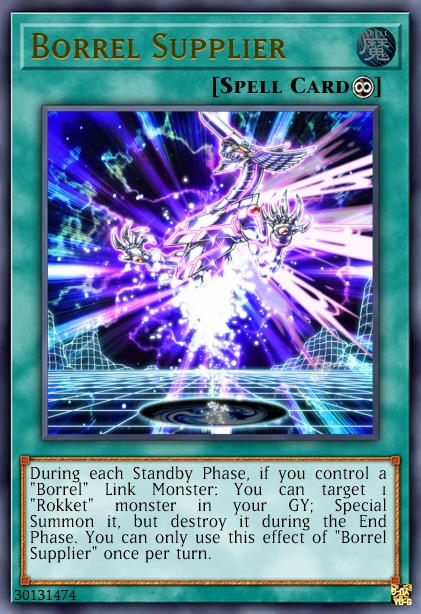 Borrel Supplier
[Spell Card]
During each Standby Phase, if you control a
"Borrel" Link Monster: You can target 1
"Rokket" monster in your GY; Special
Summon it, but destroy it during the End
Phase. You can only use this effect of "Borrel
Supplier" once per turn.
30131474